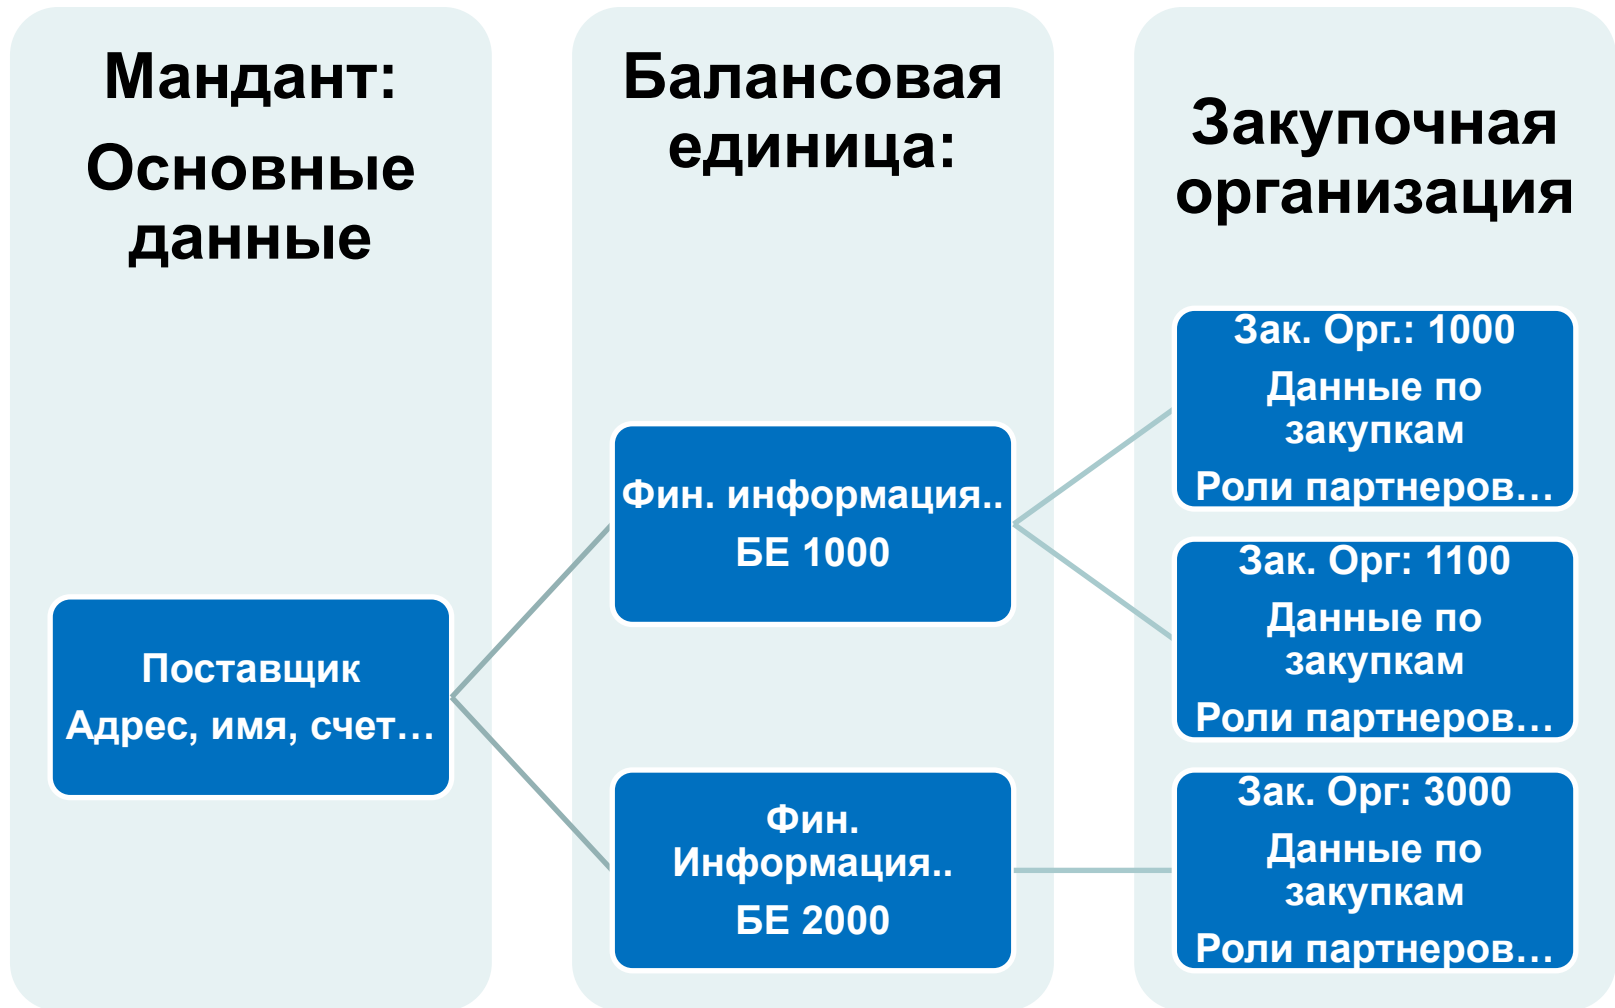 Мандант:
Основные
данные
Балансовая
единица:
Закупочная
организация
Поставщик
Адрес, имя, счет…
Фин. информация..
БЕ 1000
Фин.
Информация..
БЕ 2000
Зак. Орг.: 1000
Данные по
закупкам
Роли партнеров…
Зак. Орг: 1100
Данные по
закупкам
Роли партнеров…
Зак. Орг: 3000
Данные по
закупкам
Роли партнеров…